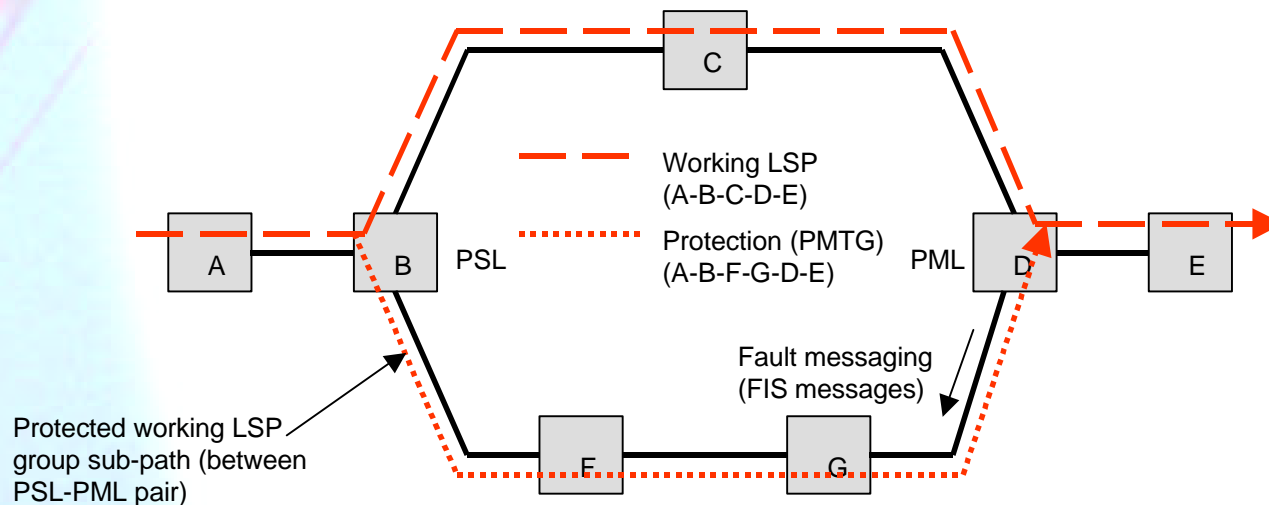 C
Working LSP
(A-B-C-D-E)
Protection (PMTG)
(A-B-F-G-D-E)
A
B
PSL
PML
D
E
Fault messaging
(FIS messages)
Protected working LSP
group sub-path (between
PSL-PML pair)
F
G